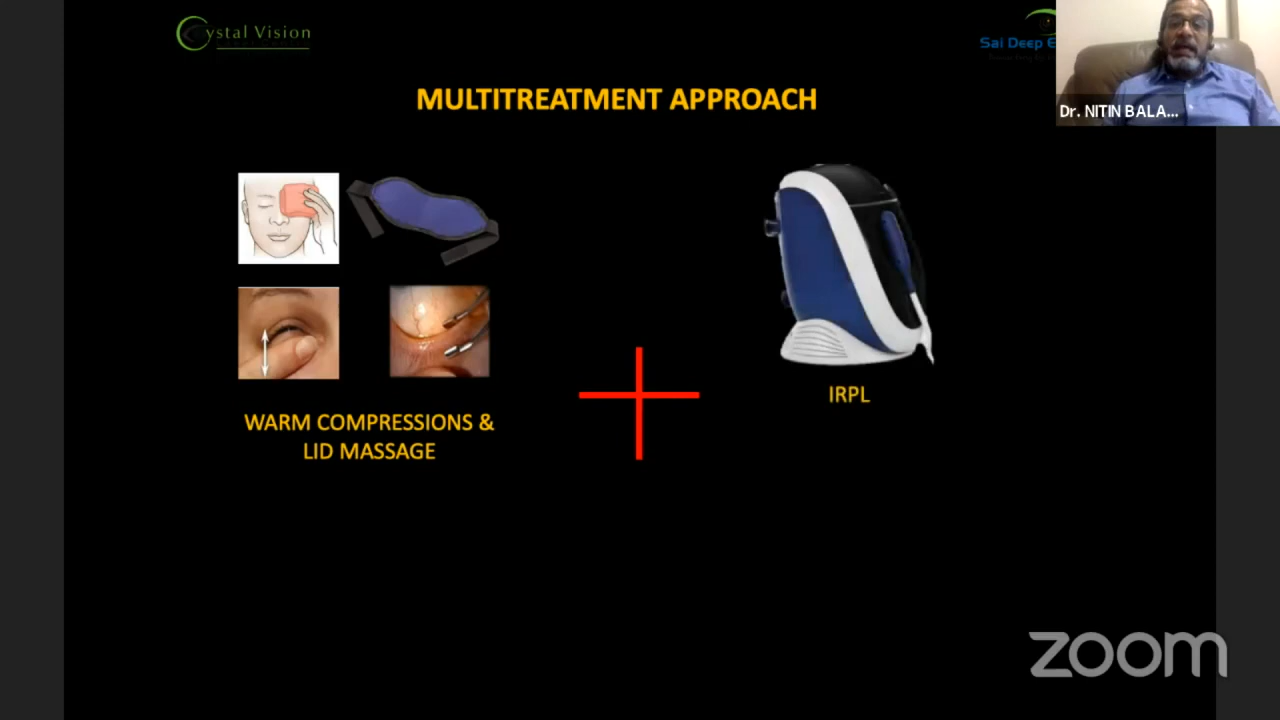 ystal Vision
Sai Deep E
Dr. NITIN BALA...
MULTITREATMENT APPROACH
IRPL
WARM COMPRESSIONS &
LID MASSAGE
zoom